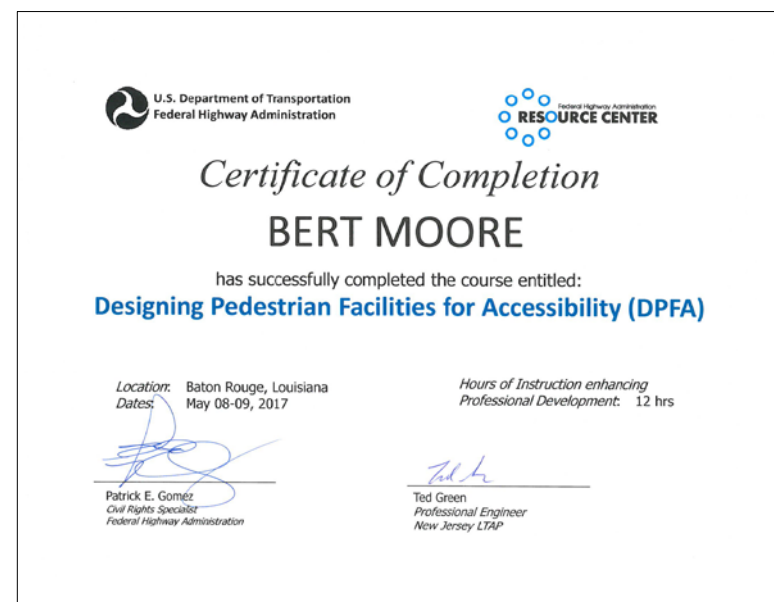 U.S. Department of Transportation
Federal Highway Administration
Federal Highway Administration
RESOURCE CENTER
Certificate of Completion
BERT MOORE
has successfully completed the course entitled:
Designing Pedestrian Facilities for Accessibility (DPFA)
Location: Baton Rouge, Louisiana
Dates: May 08-09, 2017
Hours of Instruction enhancing
Professional Development: 12 hrs
Patrick E. Gomez
Civil Rights Specialist
Federal Highway Administration
Ted Green
Professional Engineer
New Jersey LTAP